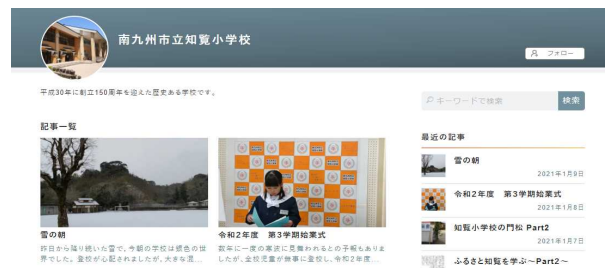 南九州市立知覧小学校
フォロー
平成30年に創立150周年を迎えた歴史ある学校です。
キーワードで検索
検索
記事一覧
雪の朝
昨日から降り続いていた雪で、今朝の学校は銀色の世
界でした。登校が心配されましたが、大きな混...
令和2年度 第3学期始業式
数年に一度の寒波に見舞われるとの予報もありま
したが、全校児童が無事に登校し、令和2年度...
最近の記事
雪の朝
2021年1月9日
令和2年度 第3学期始業式
2021年1月8日
知覧小学校の門松 Part2
2021年1月7日
ふるさと知覧を学ぶ～Part2～